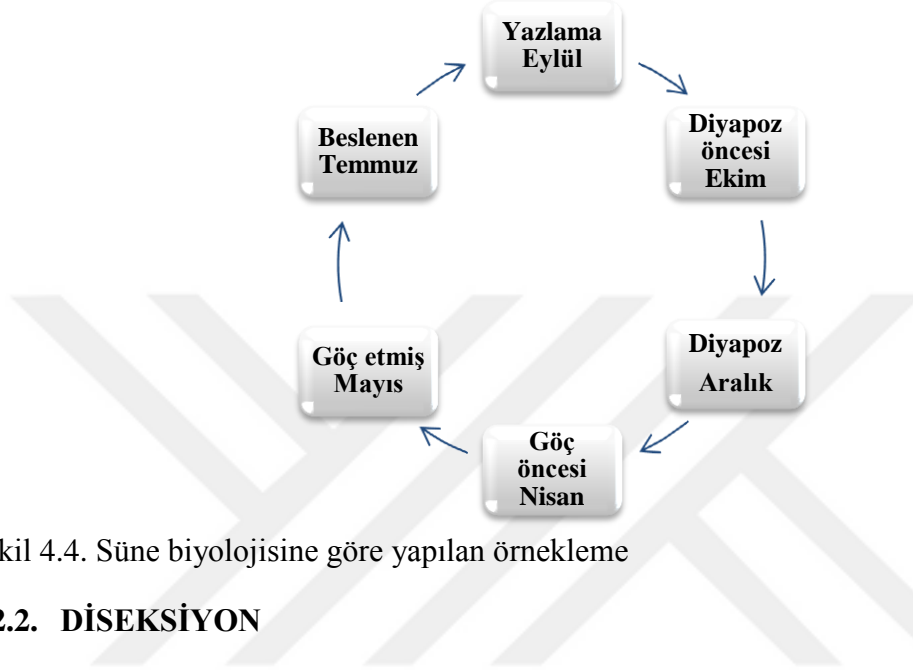 Yazlama
Eylül
Diyapoz
öncesi
Ekim
Diyapoz
Aralık
Göç
öncesi
Nisan
Göç etmiş
Mayıs
Beslenen
Temmuz
kil 4.4. Süne biyolojisine göre yapılan örnekleme
2.2. DİSEKSİYON